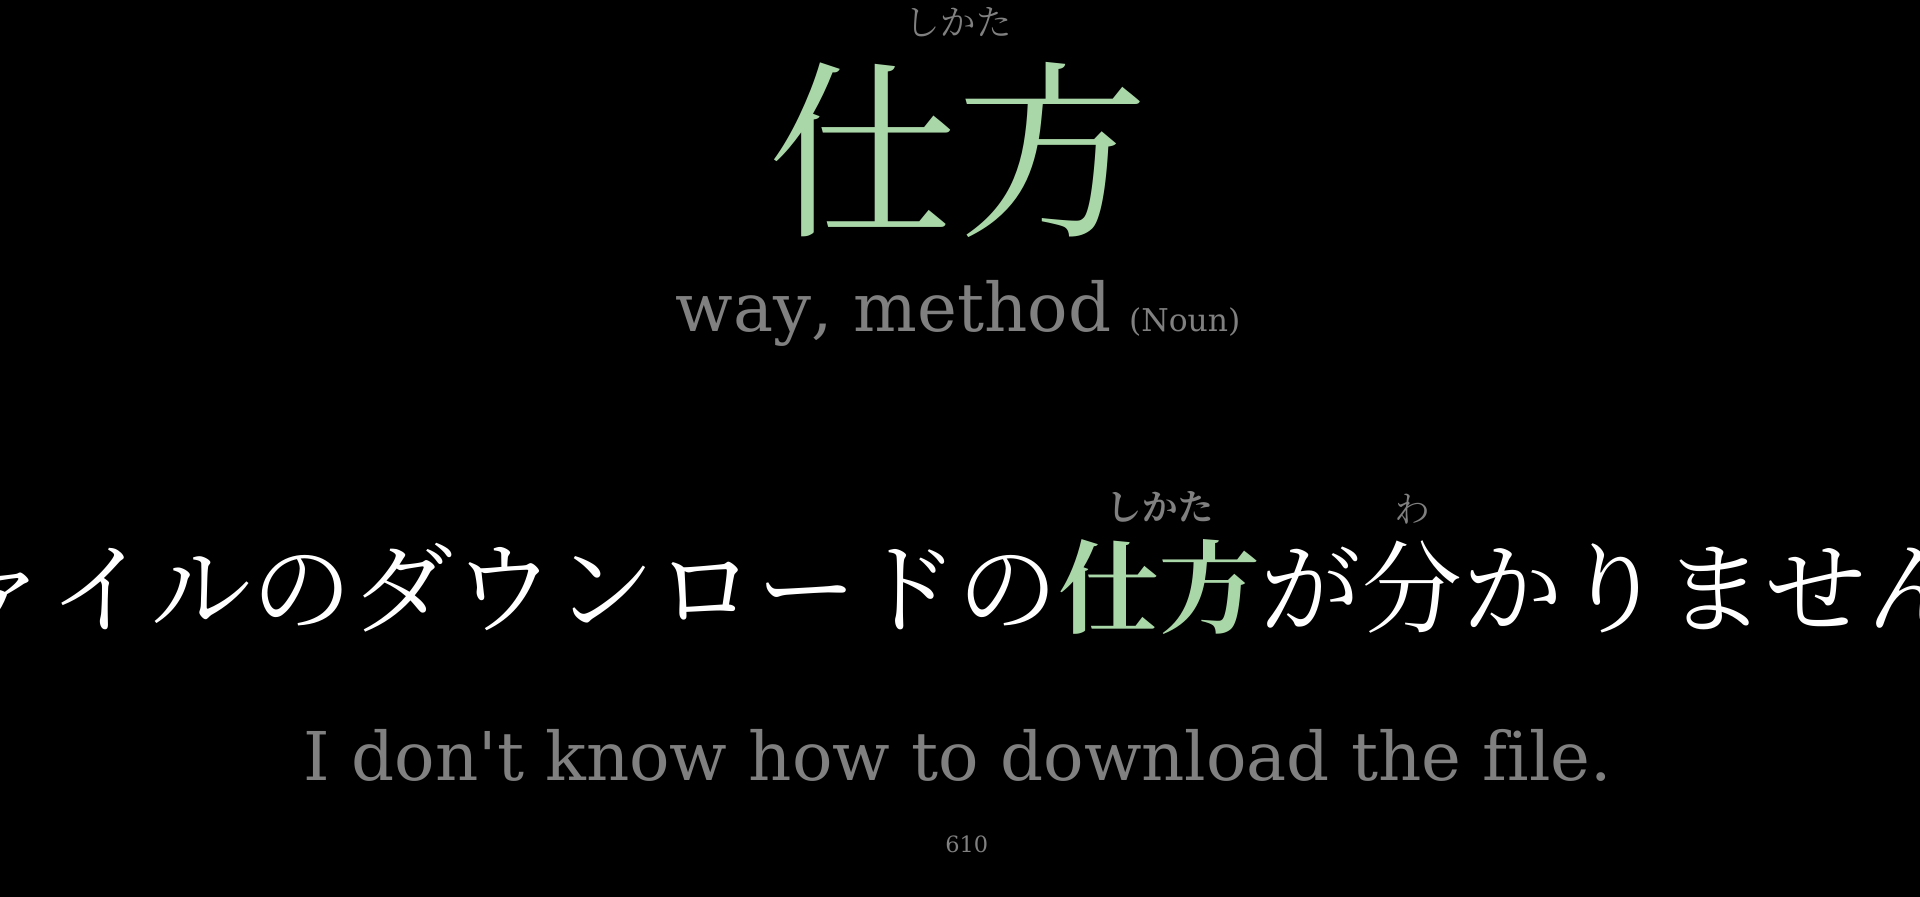 しかた
仕方
way, method (Noun)
しかた わ
ァイルのダウンロードの仕方が分かりません
I don't know how to download the file.
610